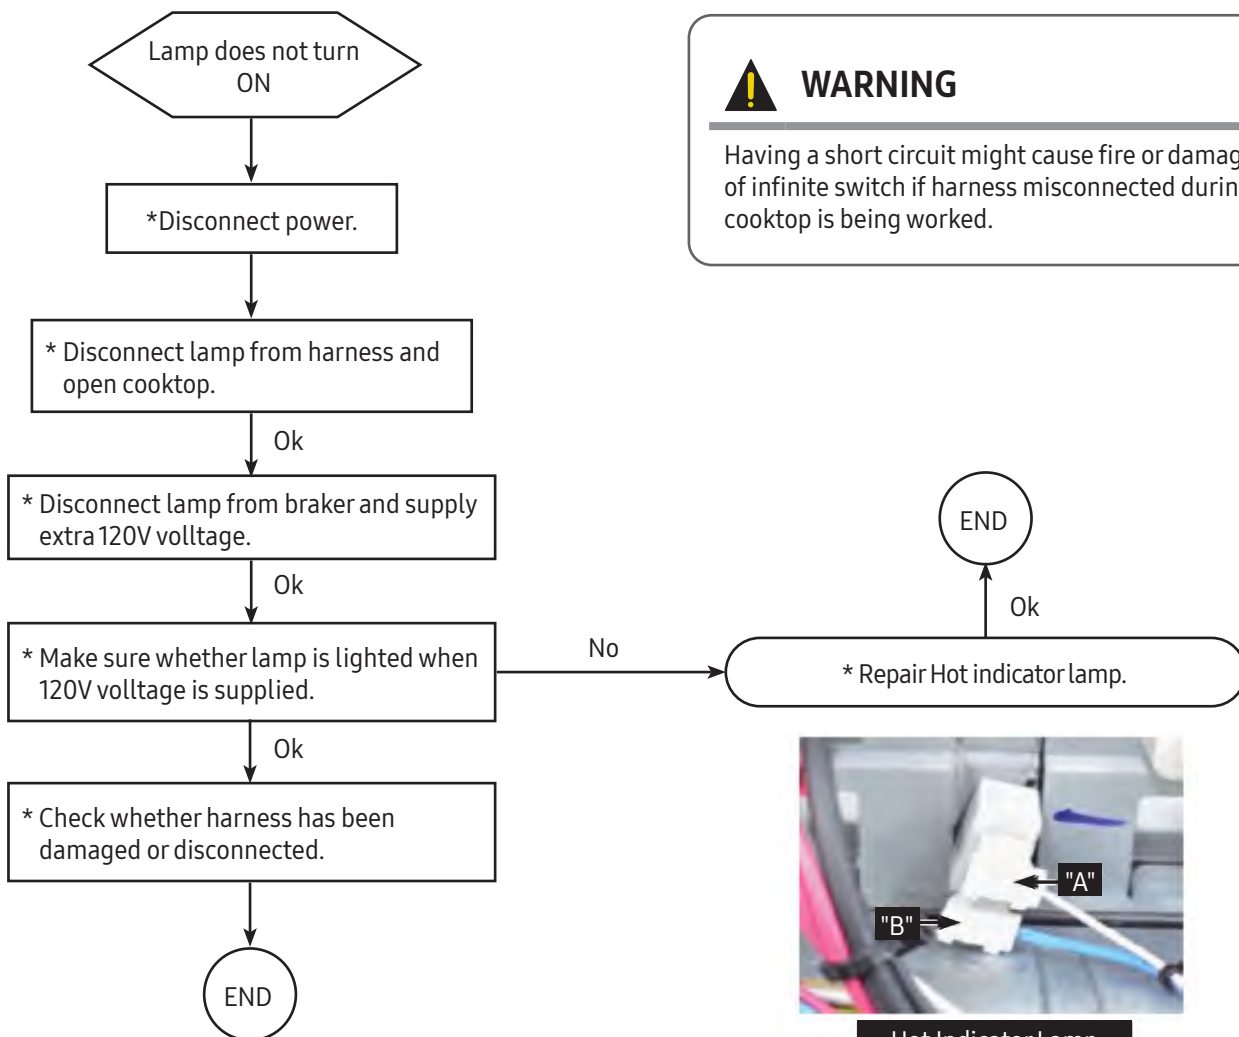 Lamp does not turn
ON
*Disconnect power.
* Disconnect lamp from harness and
open cooktop.
Ok
* Disconnect lamp from braker and supply
extra 120V volltage.
Ok
* Make sure whether lamp is lighted when
120V volltage is supplied.
No
Ok
* Check whether harness has been
damaged or disconnected.
END
WARNING
Having a short circuit might cause fire or damag
of infinite switch if harness misconnected durin
cooktop is being worked.
END
Ok
* Repair Hot indicator lamp.
"A"
"B"
Hot Indicator Lamp